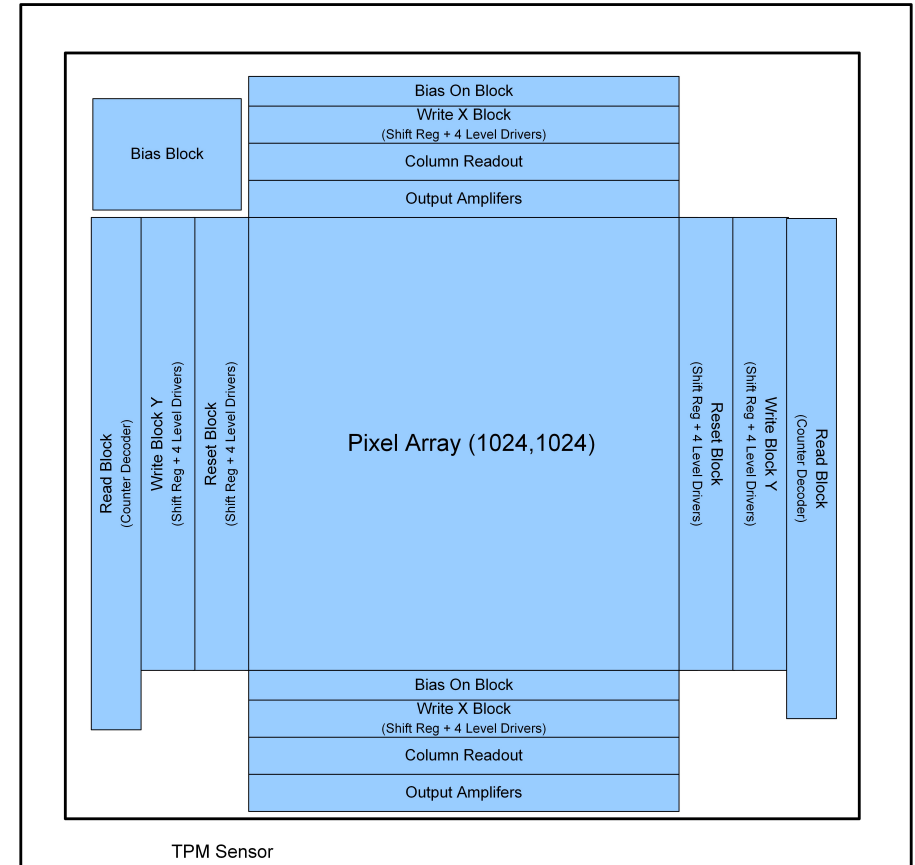 Bias On Block
Write X Block
(Shift Reg + 4 Level Drivers)
Column Readout
Output Amplifers
Bias Block
Read Block
(Counter Decoder)
Write Block Y
(Shift Reg + 4 Level Drivers)
Reset Block
(Shift Reg + 4 Level Drivers)
Pixel Array (1024,1024)
Reset Block
(Shift Reg + 4 Level Drivers)
Write Block Y
(Shift Reg + 4 Level Drivers)
Read Block
(Counter Decoder)
Bias On Block
Write X Block
(Shift Reg + 4 Level Drivers)
Column Readout
Output Amplifers
TPM Sensor